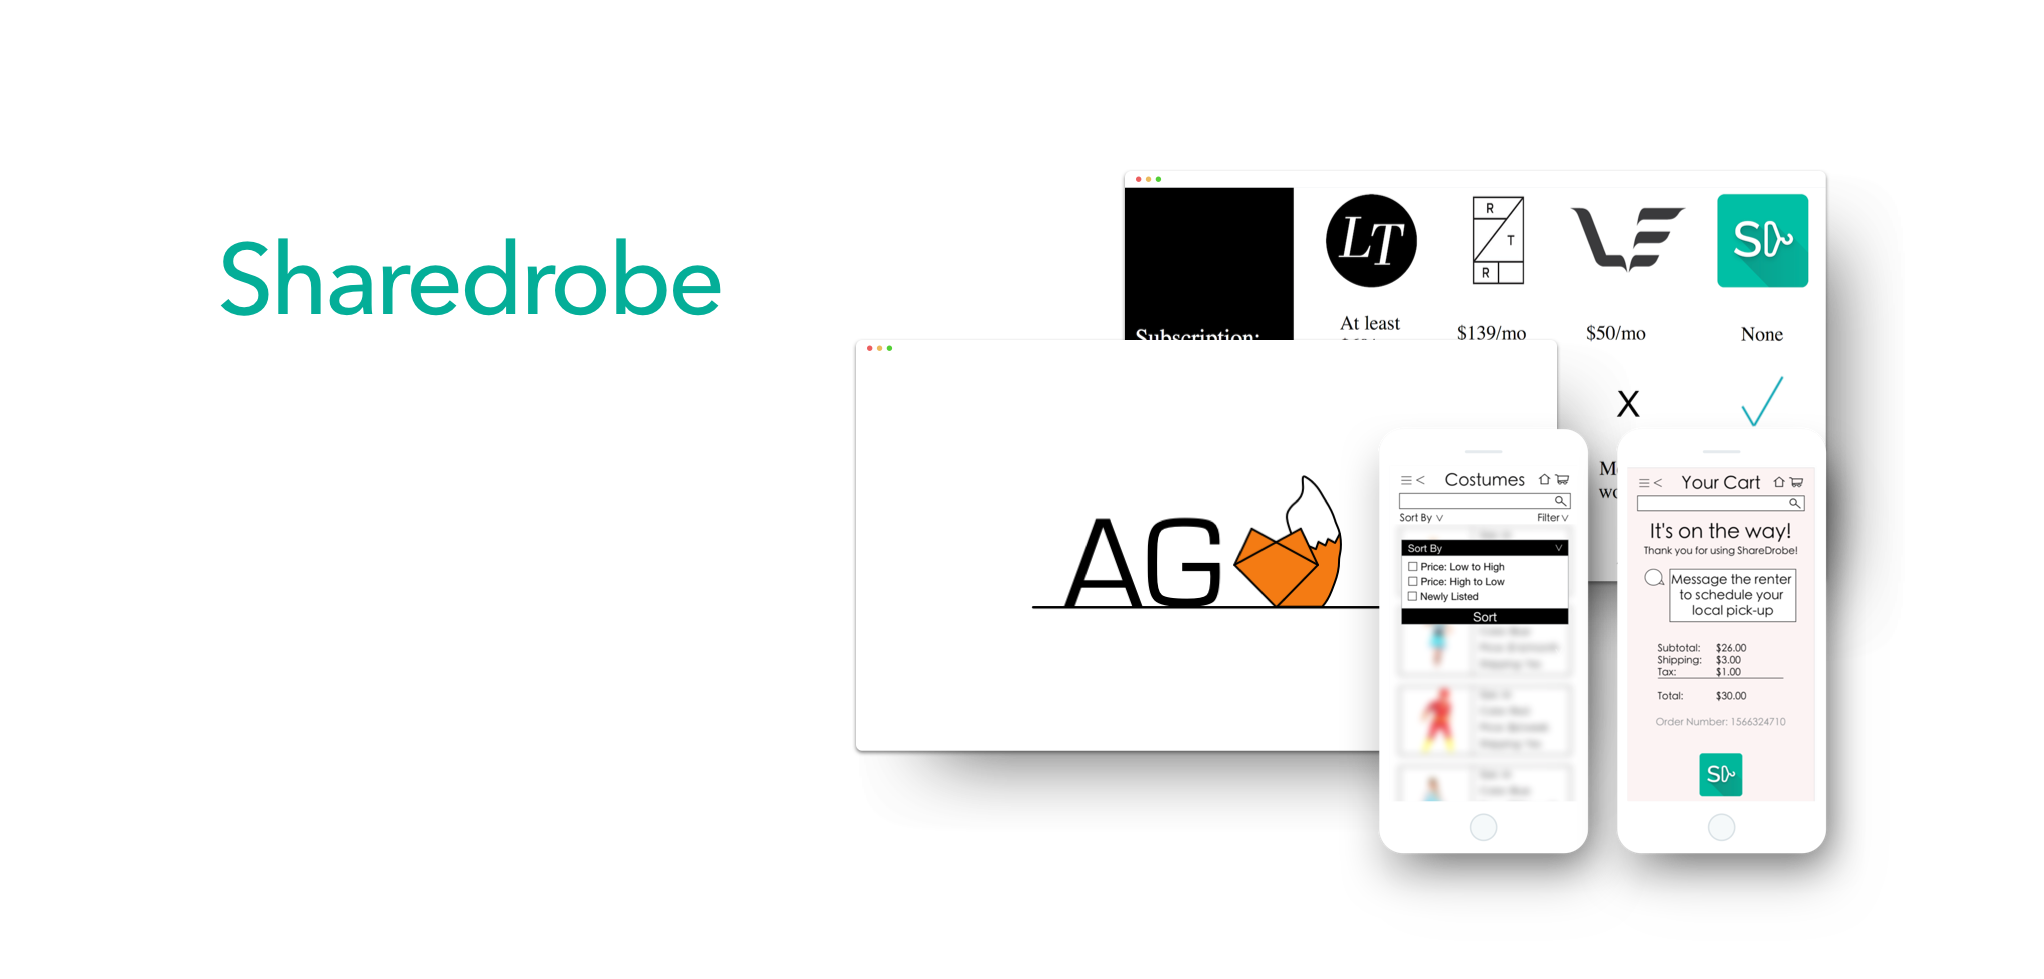 Sharedrobe
LT
R
T
R
SD
Subscription:
At least
$139/mo
$50/mo
None
X
AG
Costumes
Sort By
Filter
Sort By
Price: Low to High
Price: High to Low
Newly Listed
Sort
Your Cart
It's on the way!
Thank you for using ShareDrobe!
Message the renter
to schedule your
local pick-up
Subtotal: $26.00
Shipping: $3.00
Tax: $1.00
Total: $30.00
Order Number: 1566324710
SD